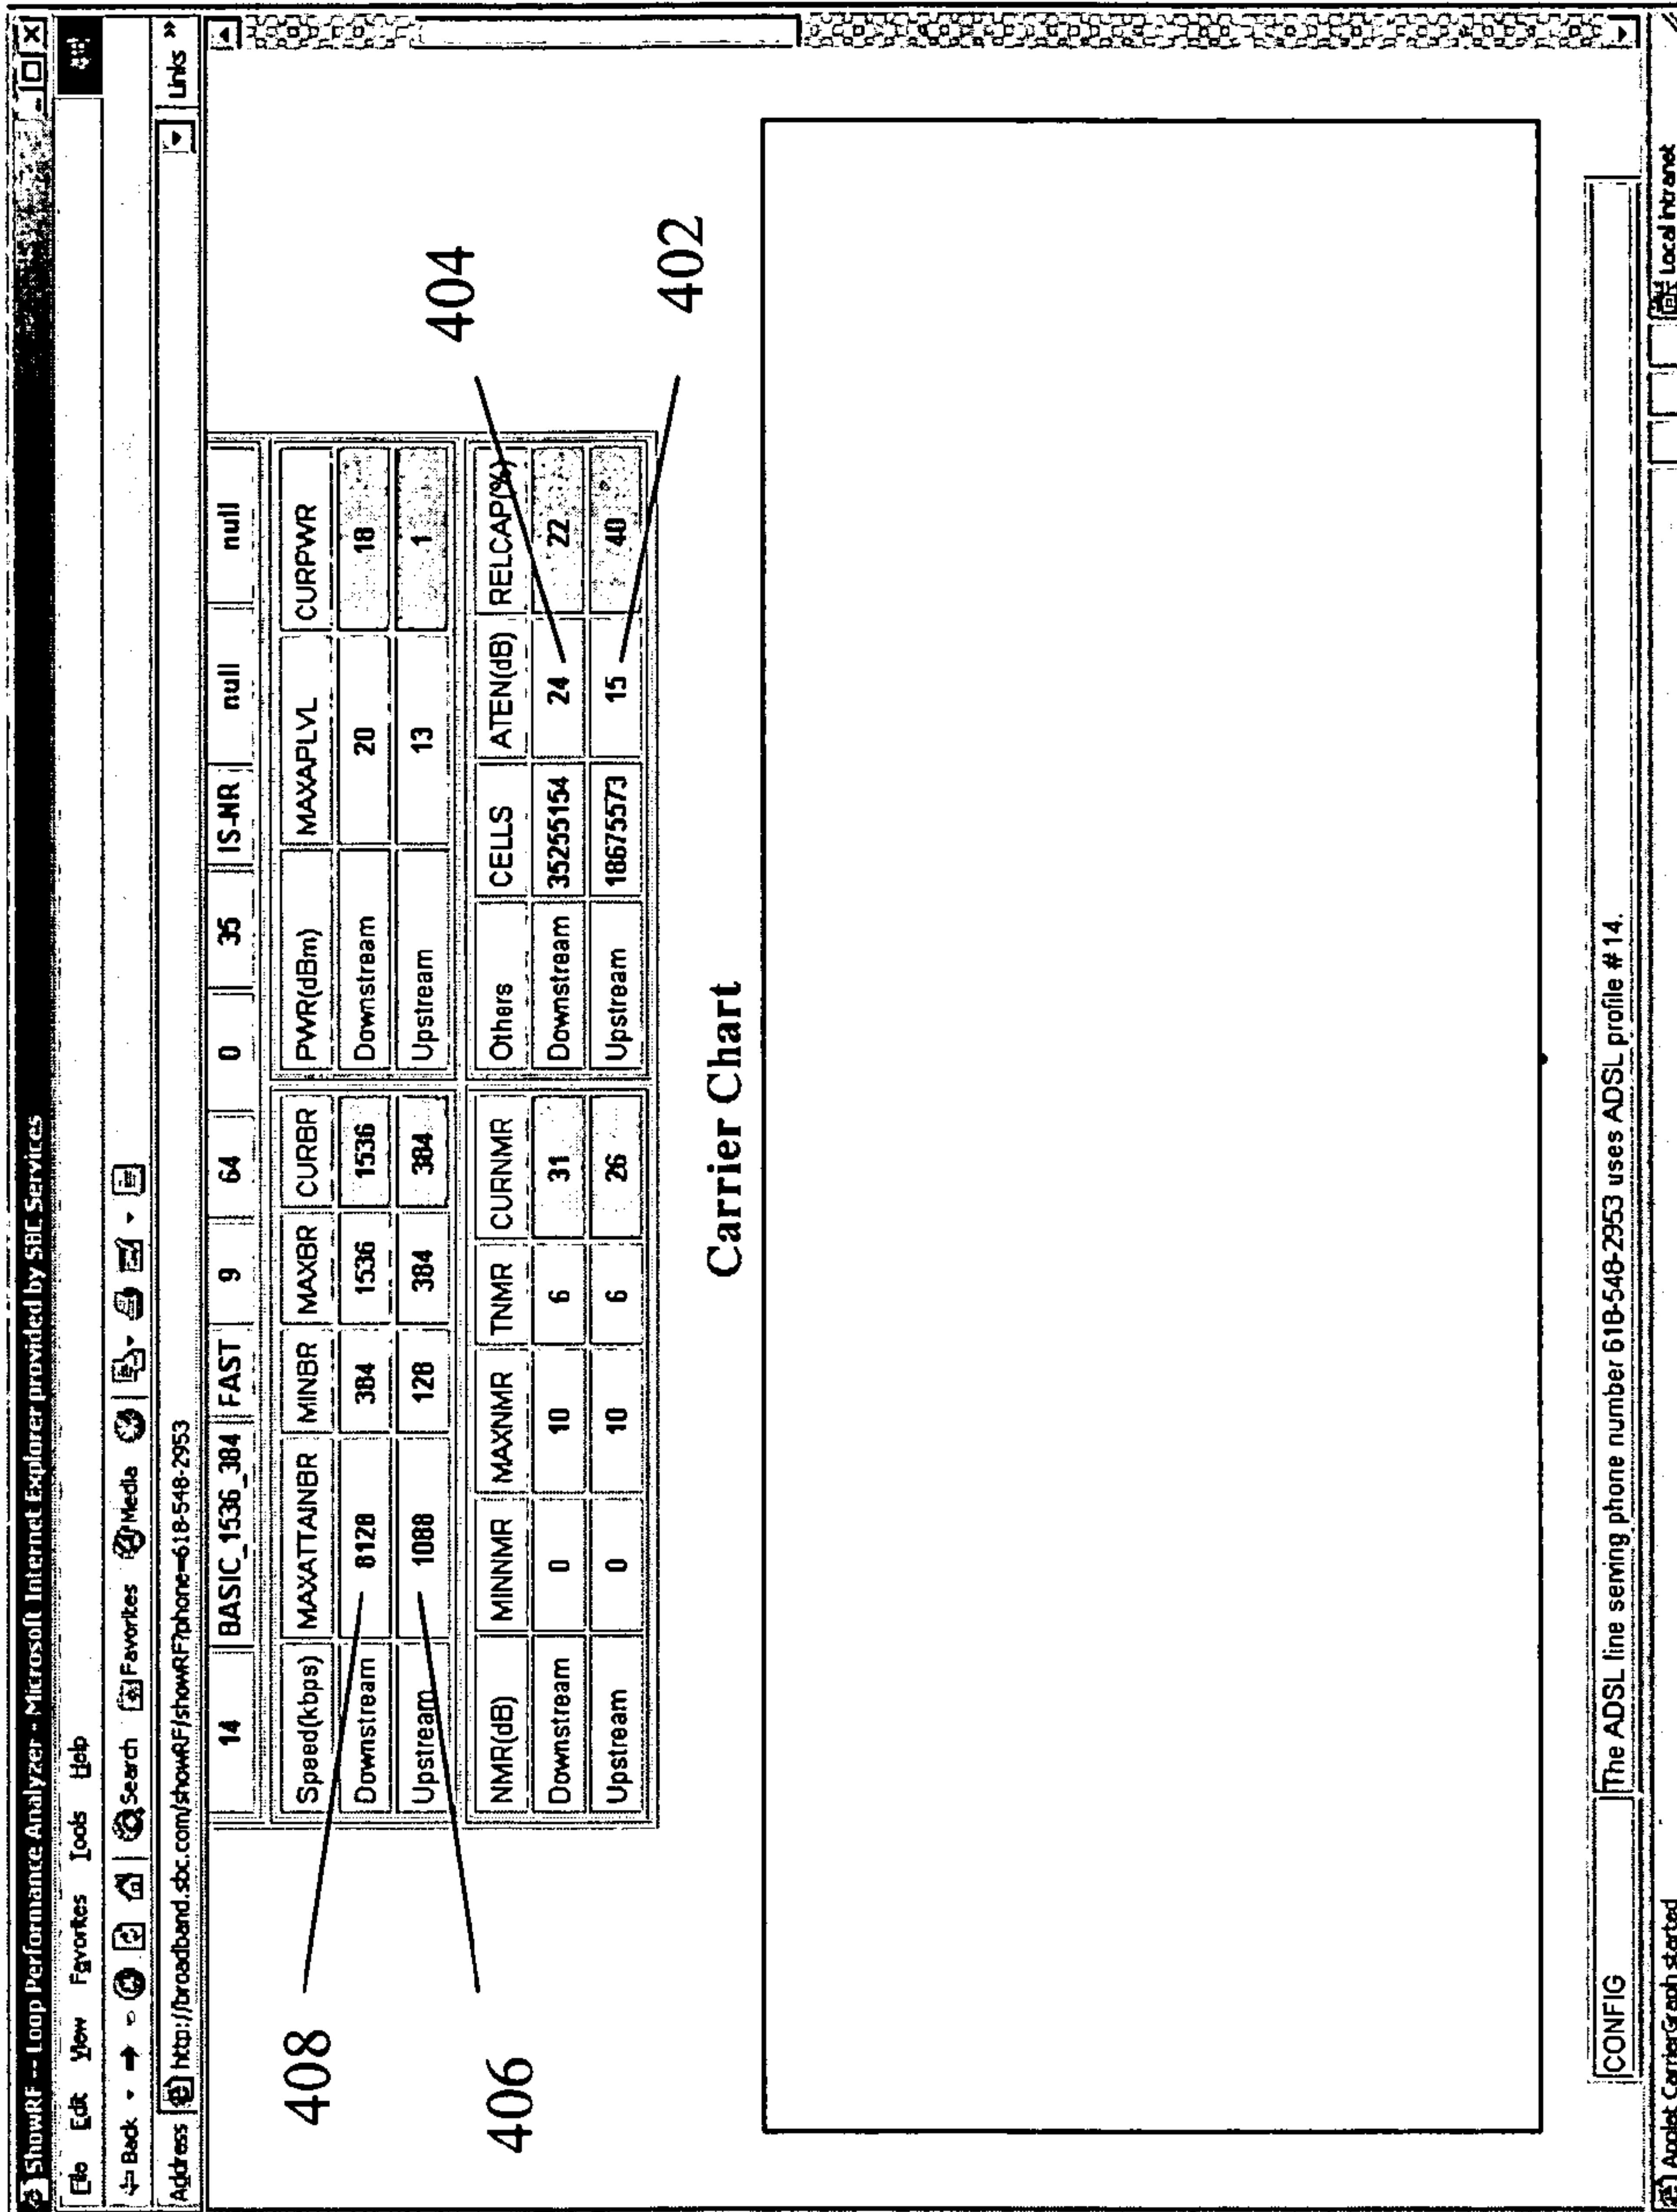 ShowRF -- Loop Performance Analyzer - Microsoft Internet Explorer provided by SBC Services
File Edit View Favorites Tools Help
Back Search Favorites Media
Address http://broadband.sbc.com/showRF/showRF?phone=618-548-2953 Links »
14 BASIC_1536_384 FAST 9 64 0 35 IS-NR null null
Speed(kbps) MAXATTAINBR MINBR MAXBR CURBR PWR(dBm) MAXAPLVL CURPWR
Downstream 8128 384 1536 1536 Downstream 20 18
Upstream 1088 128 384 384 Upstream 13 1
NMR(dB) MINNMR MAXNMR TNMR CURNMR Others CELLS ATEN(dB) RELCAP(%)
Downstream 0 10 6 31 Downstream 35255154 24 22
Upstream 0 10 6 26 Upstream 18675573 15 40
408
406
404
402
Carrier Chart
CONFIG The ADSL line serving phone number 618-548-2953 uses ADSL profile #14.
Applet CarrierGraph started Local intranet